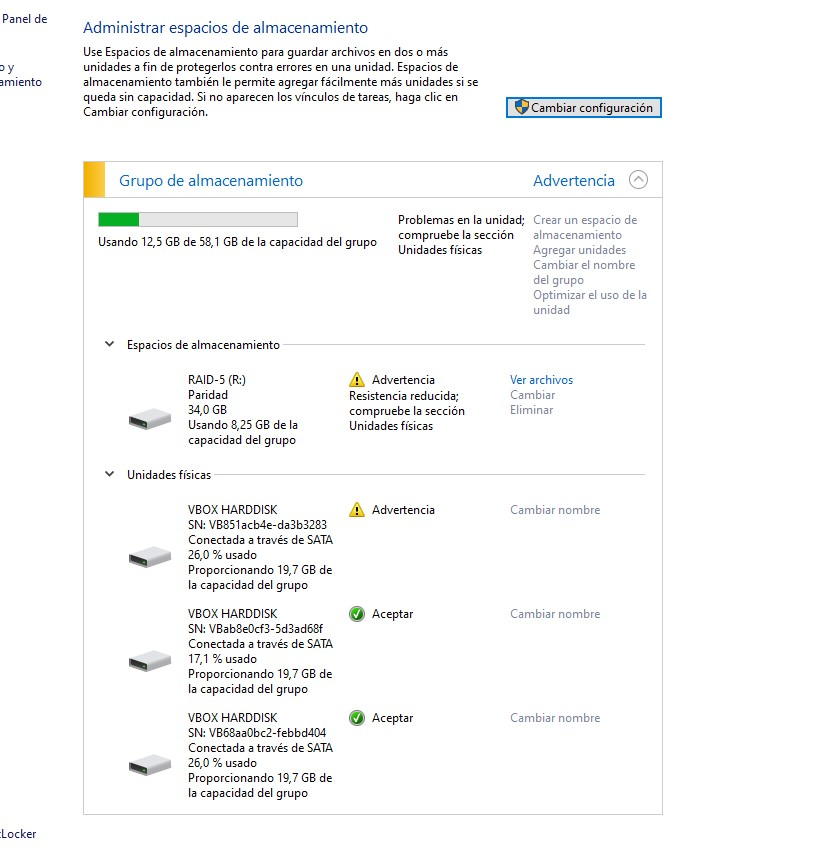 Panel de
o y
amiento
Administrar espacios de almacenamiento
Use Espacios de almacenamiento para guardar archivos en dos o más
unidades a fin de protegerlos contra errores en una unidad. Espacios de
almacenamiento también le permite agregar fácilmente más unidades si se
queda sin capacidad. Si no aparecen los vínculos de tareas, haga clic en
Cambiar configuración.
Cambiar configuración
Grupo de almacenamiento
Advertencia
Usando 12,5 GB de 58,1 GB de la capacidad del grupo
Problemas en la unidad;
compruebe la sección
Unidades físicas
Crear un espacio de
almacenamiento
Agregar unidades
Cambiar el nombre
del grupo
Optimizar el uso de la
unidad
Espacios de almacenamiento
RAID-5 (R:)
Paridad
34,0 GB
Usando 8,25 GB de la
capacidad del grupo
Advertencia
Resistencia reducida;
compruebe la sección
Unidades físicas
Ver archivos
Cambiar
Eliminar
Unidades físicas
VBOX HARDDISK
SN: VB851acb4e-da3b3283
Conectada a través de SATA
26,0 % usado
Proporcionando 19,7 GB de
la capacidad del grupo
Advertencia
Cambiar nombre
VBOX HARDDISK
SN: VBab8e0cf3-5d3ad68f
Conectada a través de SATA
17,1 % usado
Proporcionando 19,7 GB de
la capacidad del grupo
Aceptar
Cambiar nombre
VBOX HARDDISK
SN: VB68aa0bc2-febbd404
Conectada a través de SATA
26,0 % usado
Proporcionando 19,7 GB de
la capacidad del grupo
Aceptar
Cambiar nombre
tLocker